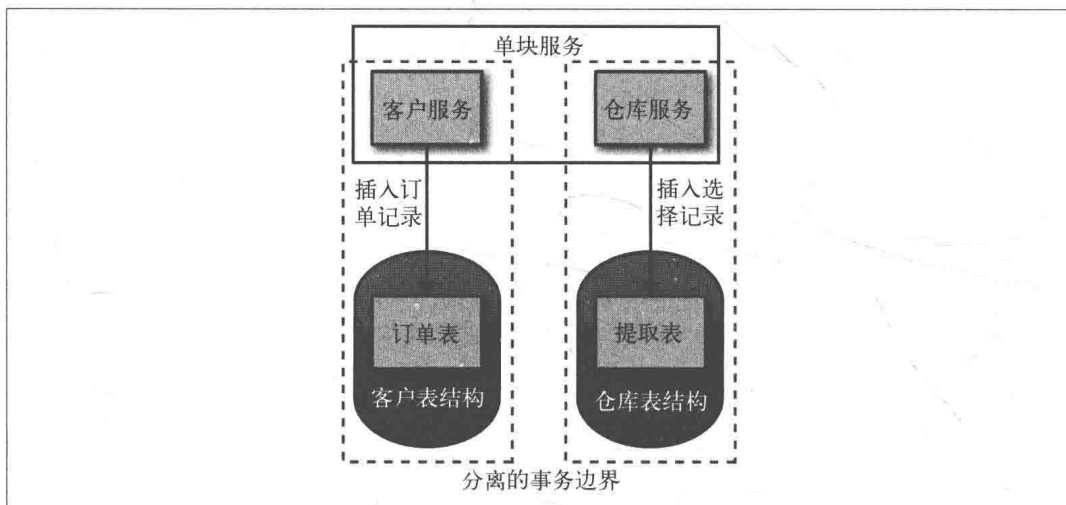 单块服务
客户服务
仓库服务
插入订
单记录
插入选
择记录
订单表
提取表
客户表结构
仓库表结构
分离的事务边界